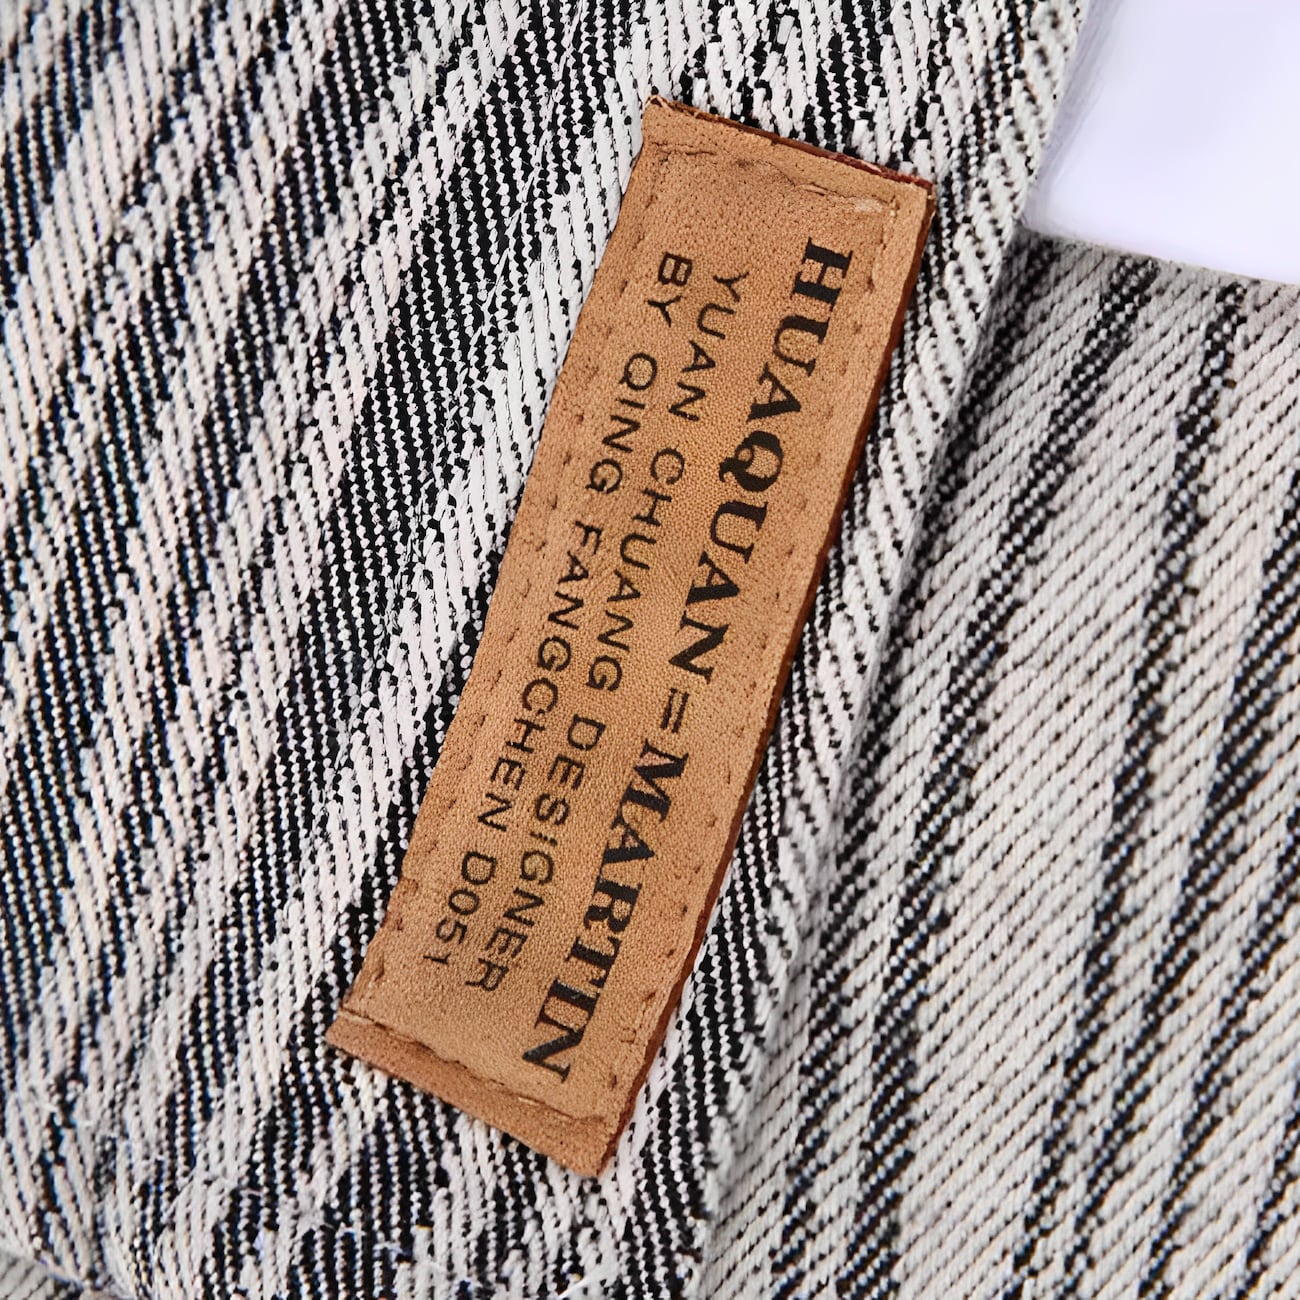 HUAQUAN=MARTIN
YUAN CHUANG DESIGNER
BY QING FANGCHEN D051